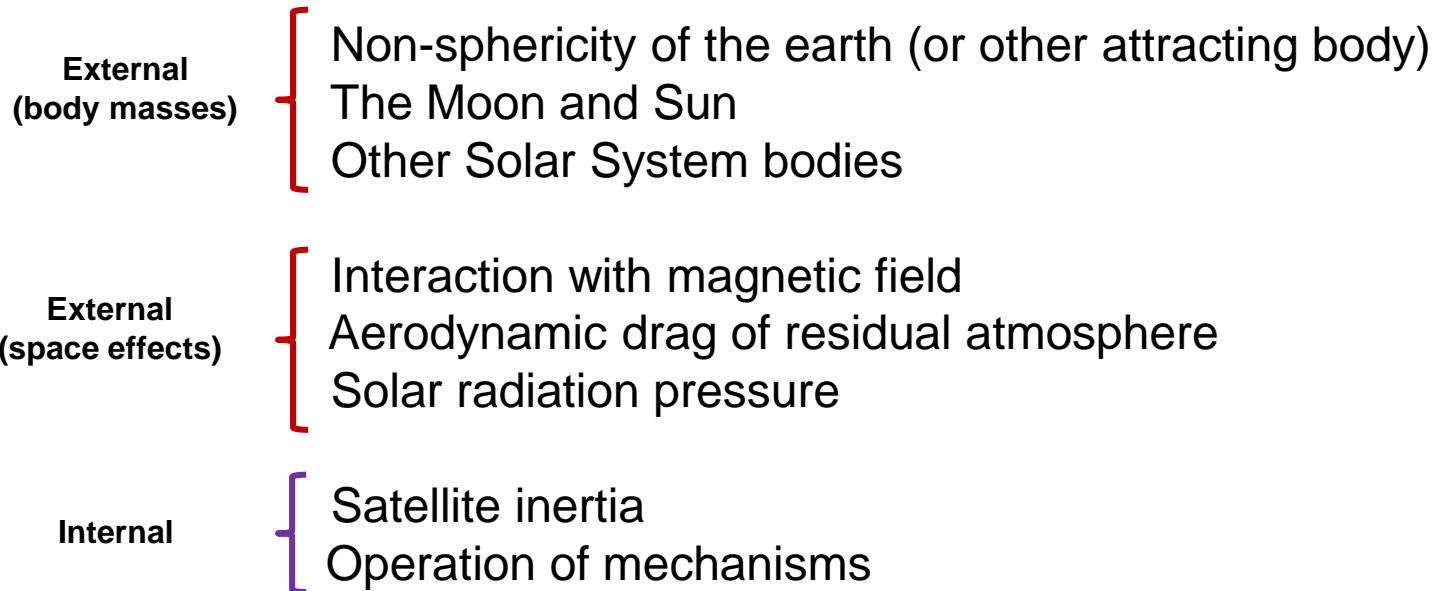 External
(body masses)
Non-sphericity of the earth (or other attracting body)
The Moon and Sun
Other Solar System bodies
External
(space effects)
Interaction with magnetic field
Aerodynamic drag of residual atmosphere
Solar radiation pressure
Internal
Satellite inertia
Operation of mechanisms